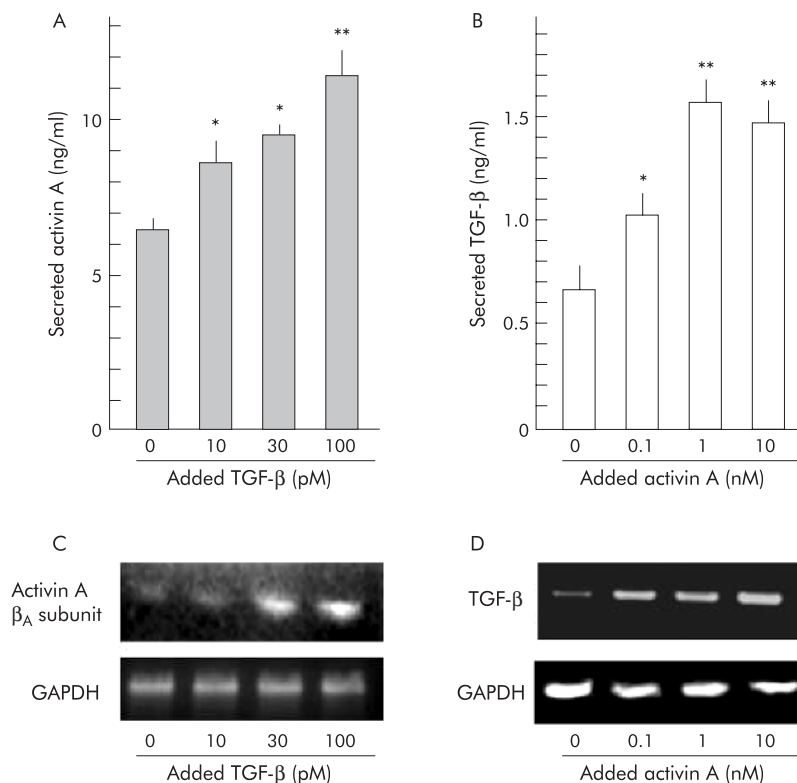 A
Secreted activin A (ng/ml)
10
5
0
*
*
**
0 10 30 100
Added TGF-β (pM)
B
Secreted TGF-β (ng/ml)
1.5
1.0
0.5
0
*
**
**
0 0.1 1 10
Added activin A (nM)
C
Activin A
βA subunit
GAPDH
0 10 30 100
Added TGF-β (pM)
D
TGF-β
GAPDH
0 0.1 1 10
Added activin A (nM)